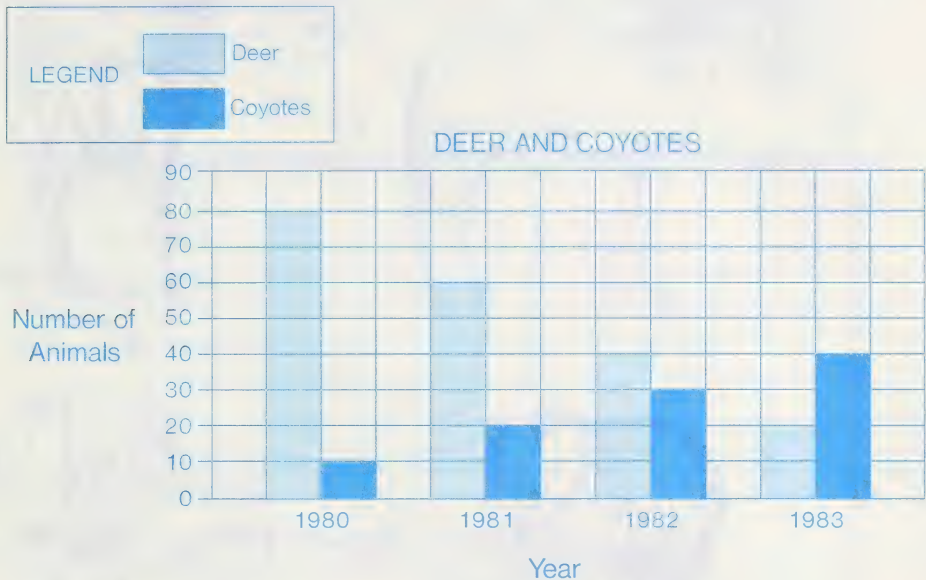 LEGEND
Deer
Coyotes
DEER AND COYOTES
90
80
70
60
50
40
30
20
10
0
Number of
Animals
1980
1981
1982
1983
Year